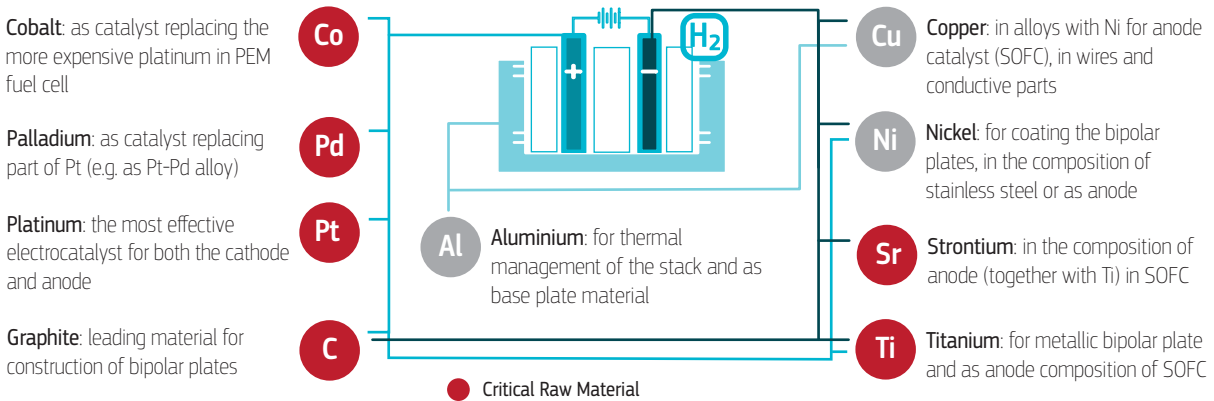 Cobalt: as catalyst replacing the
more expensive platinum in PEM
fuel cell
Co
Palladium: as catalyst replacing
part of Pt (e.g. as Pt-Pd alloy)
Pd
Platinum: the most effective
electrocatalyst for both the cathode
and anode
Pt
Graphite: leading material for
construction of bipolar plates
C
+
−
H2
Al
Aluminium: for thermal
management of the stack and as
base plate material
Cu
Copper: in alloys with Ni for anode
catalyst (SOFC), in wires and
conductive parts
Ni
Nickel: for coating the bipolar
plates, in the composition of
stainless steel or as anode
Sr
Strontium: in the composition of
anode (together with Ti) in SOFC
Ti
Titanium: for metallic bipolar plate
and as anode composition of SOFC
Critical Raw Material